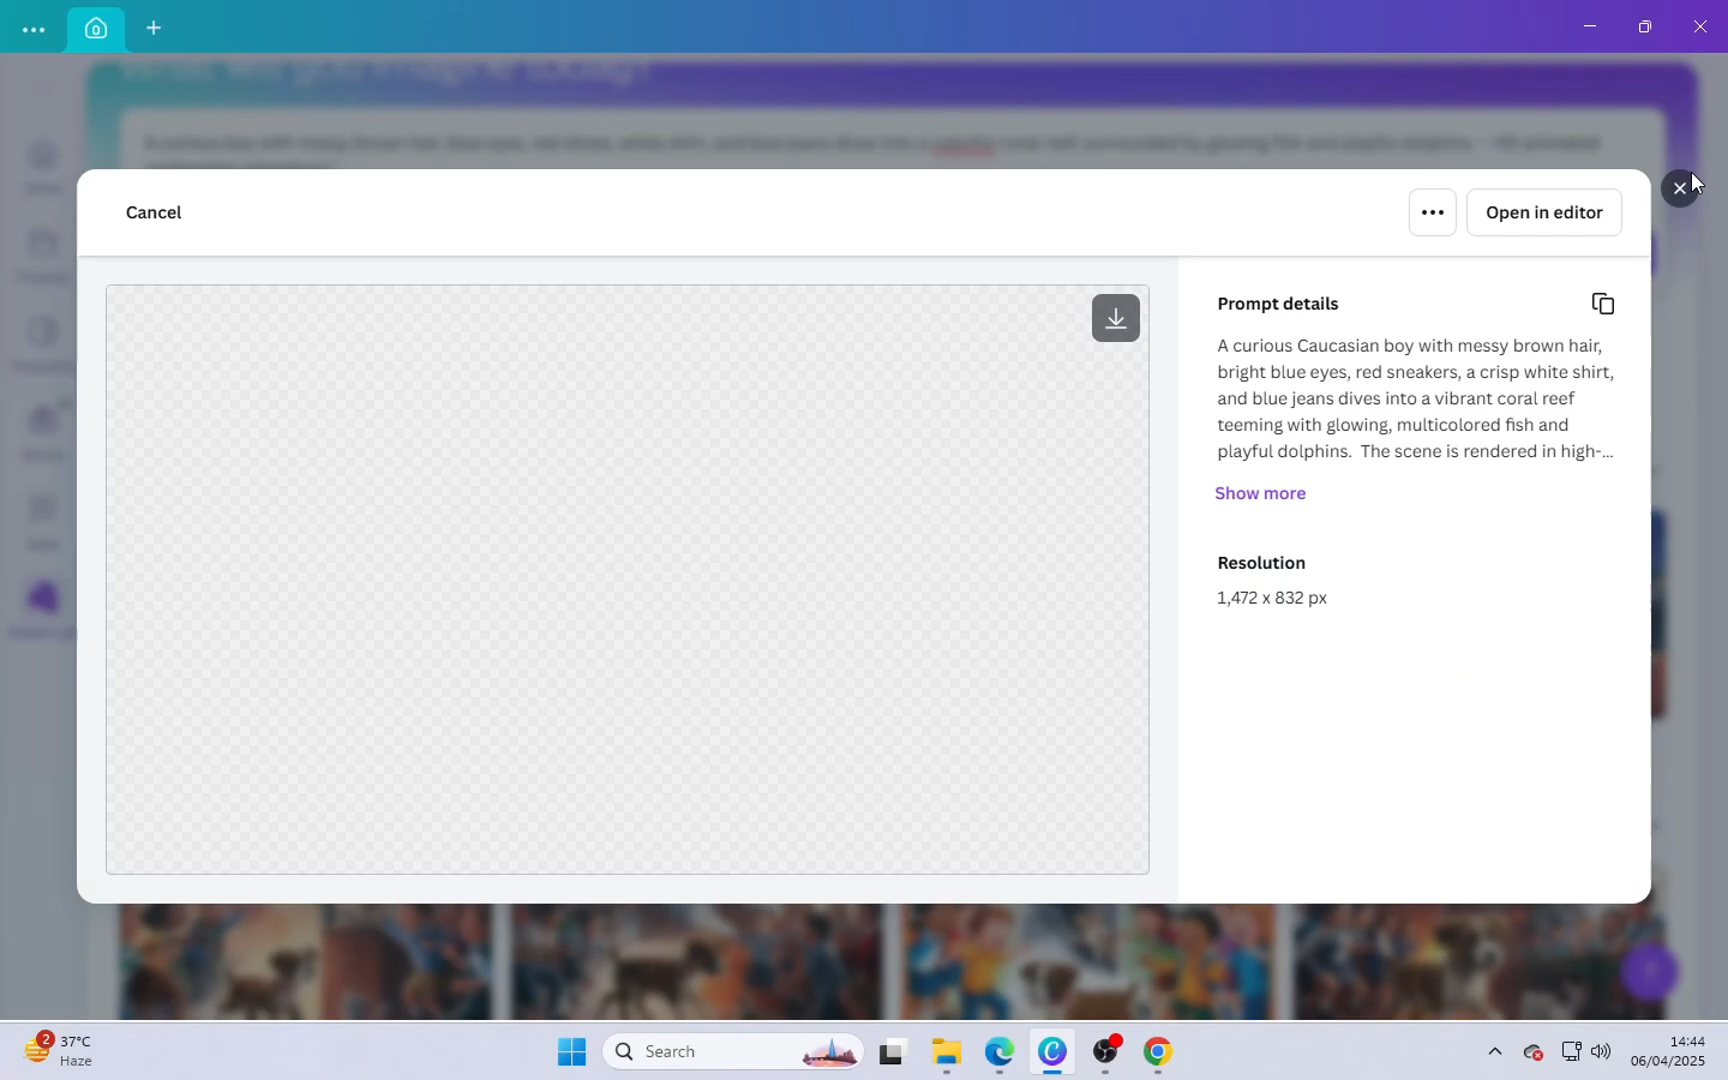 Cancel
Open in editor
Prompt details
A curious Caucasian boy with messy brown hair,
bright blue eyes, red sneakers, a crisp white shirt,
and blue jeans dives into a vibrant coral reef
teeming with glowing, multicolored fish and
playful dolphins. The scene is rendered in high-...
Show more
Resolution
1,472 x 832 px
2
37°C
Haze
Search
14:44
06/04/2025